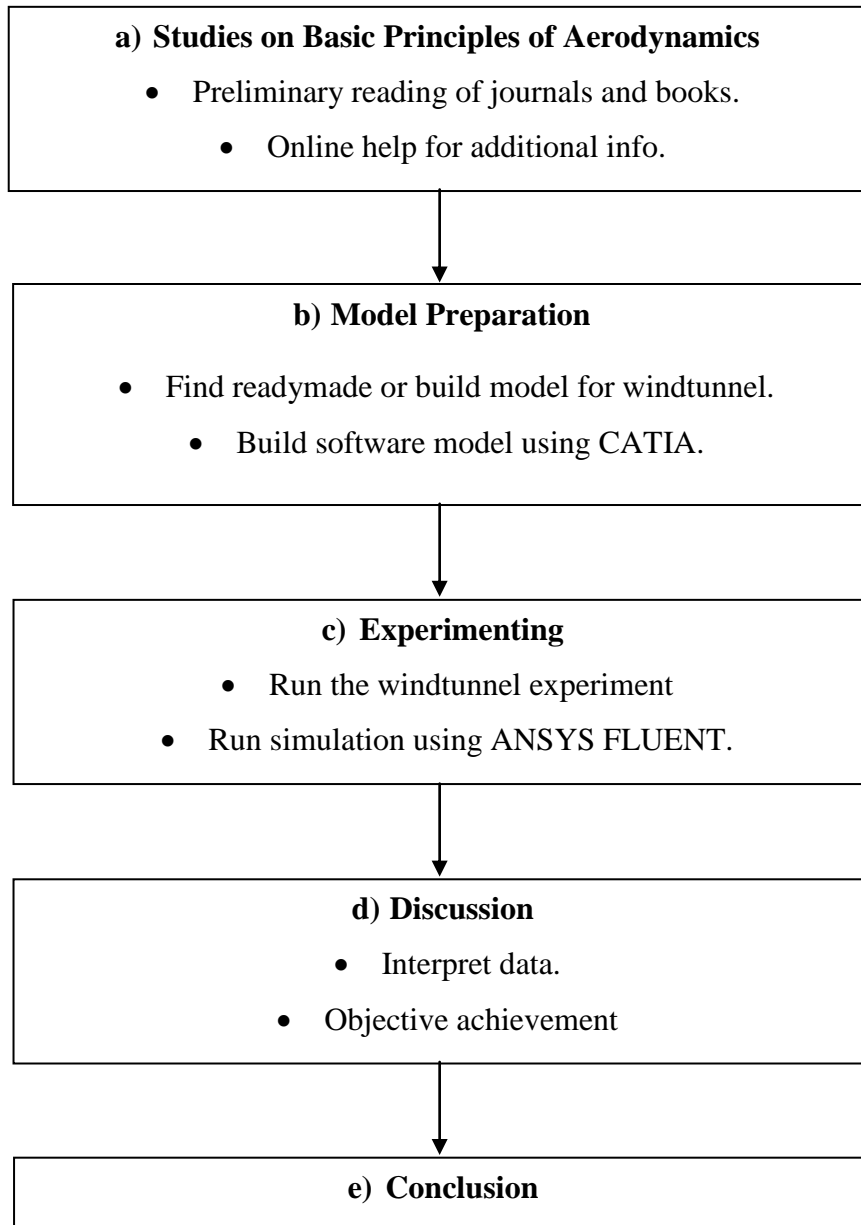 a) Studies on Basic Principles of Aerodynamics
• Preliminary reading of journals and books.
• Online help for additional info.
b) Model Preparation
• Find readymade or build model for windtunnel.
• Build software model using CATIA.
c) Experimenting
• Run the windtunnel experiment
• Run simulation using ANSYS FLUENT.
d) Discussion
• Interpret data.
• Objective achievement
e) Conclusion